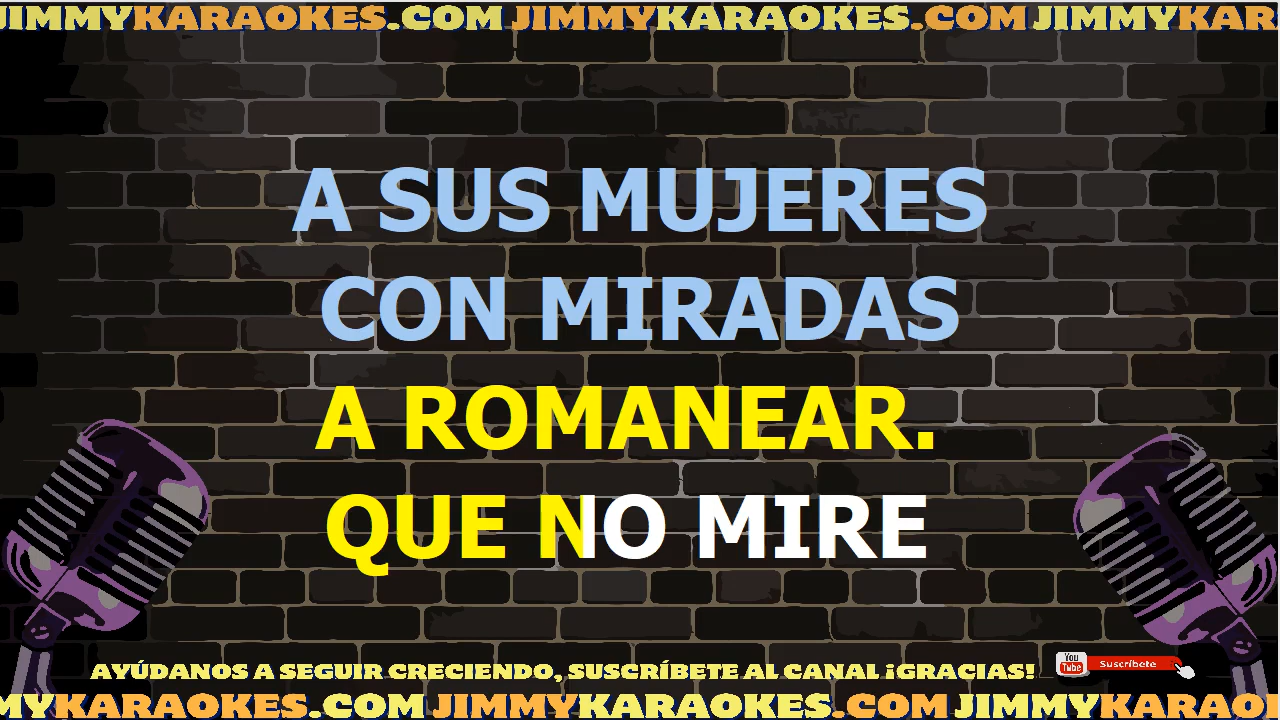 JIMMYKARAOKES.COM JIMMYKARAOKES.COM JIMMYKAR
A SUS MUJERES
CON MIRADAS
A ROMANEAR.
QUE NO MIRE
AYÚDANOS A SEGUIR CRECIENDO, SUSCRÍBETE AL CANAL ¡GRACIAS!
You Tube Suscríbete
MYKARAOKES.COM JIMMYKARAOKES.COM JIMMYKARAO